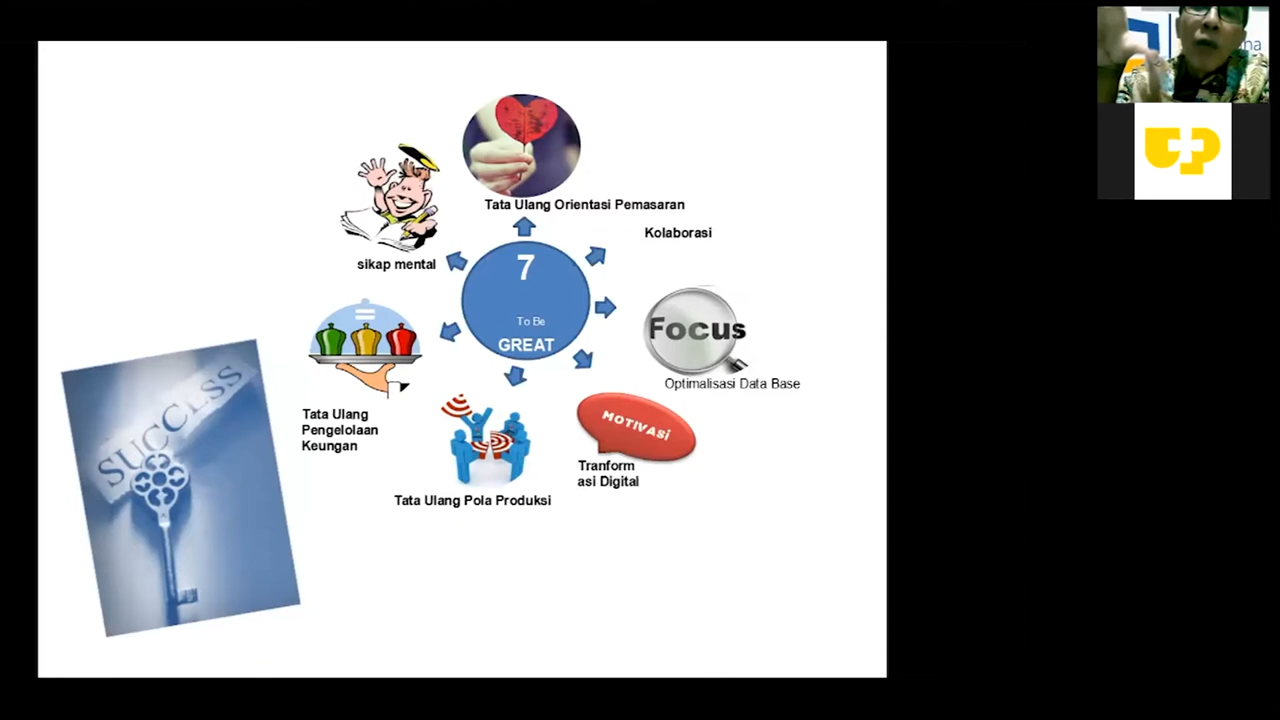 Tata Ulang Orientasi Pemasaran
Kolaborasi
sikap mental
7
To Be
GREAT
=
Focus
Optimalisasi Data Base
MOTIVASi
Tranform
asi Digital
Tata Ulang
Pengelolaan
Keungan
Tata Ulang Pola Produksi
SUCCESS